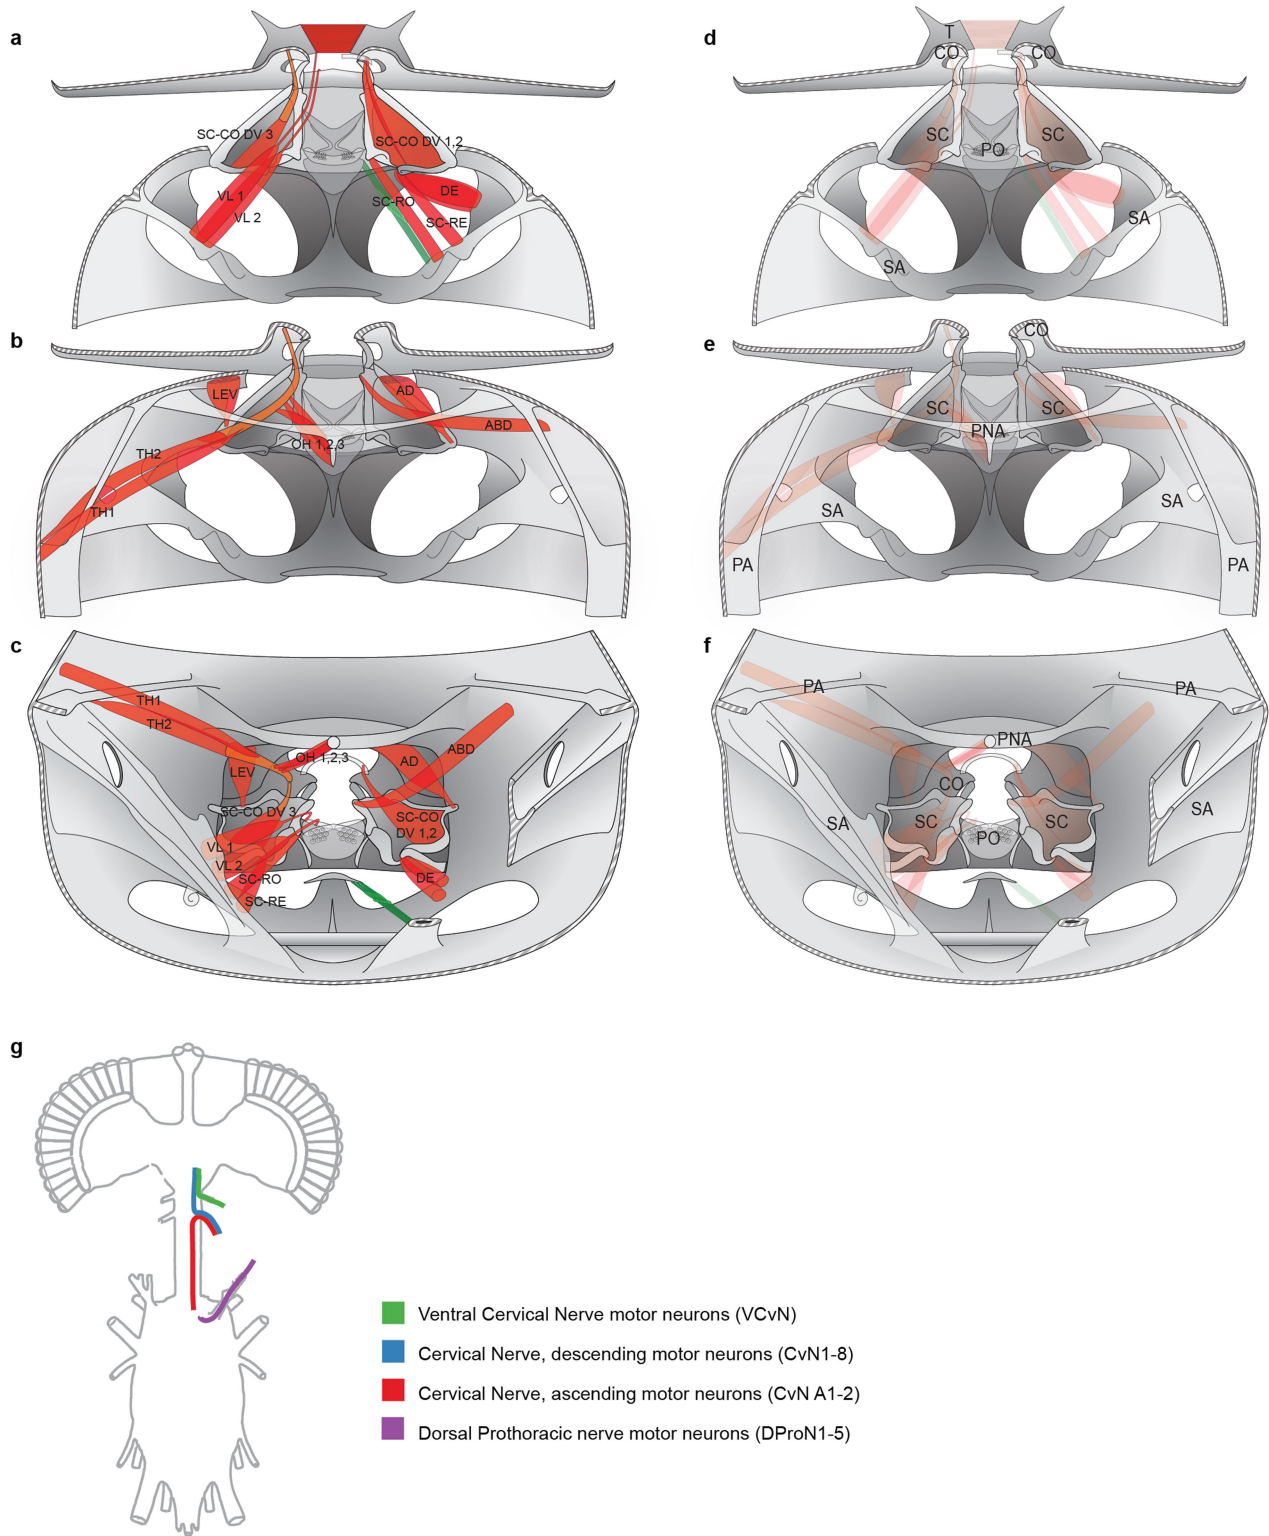 a
SC-CO DV 3
SC-CO DV 1,2
VL 1
VL 2
DE
SC-RO
SC-RE
d
T
CO
CO
SC
SC
PO
SA
SA
b
LEV
AD
ABD
OH 1,2,3
TH2
TH1
e
CO
SC
SC
PNA
SA
SA
PA
PA
c
TH1
TH2
OH 1,2,3
ABD
AD
LEV
SC-CO DV 3
SC-CO
DV 1,2
VL 1
VL 2
SC-RO
SC-RE
DE
f
PA
PA
PNA
CO
SC
SC
SA
SA
PO
g
Ventral Cervical Nerve motor neurons (VCvN)
Cervical Nerve, descending motor neurons (CvN1-8)
Cervical Nerve, ascending motor neurons (CvN A1-2)
Dorsal Prothoracic nerve motor neurons (DProN1-5)